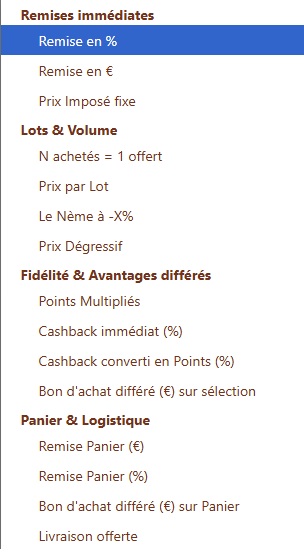 Remises immédiates
Remise en %
Remise en €
Prix Imposé fixe
Lots & Volume
N achetés = 1 offert
Prix par Lot
Le Nème à -X%
Prix Dégressif
Fidélité & Avantages différés
Points Multipliés
Cashback immédiat (%)
Cashback converti en Points (%)
Bon d'achat différé (€) sur sélection
Panier & Logistique
Remise Panier (€)
Remise Panier (%)
Bon d'achat différé (€) sur Panier
Livraison offerte